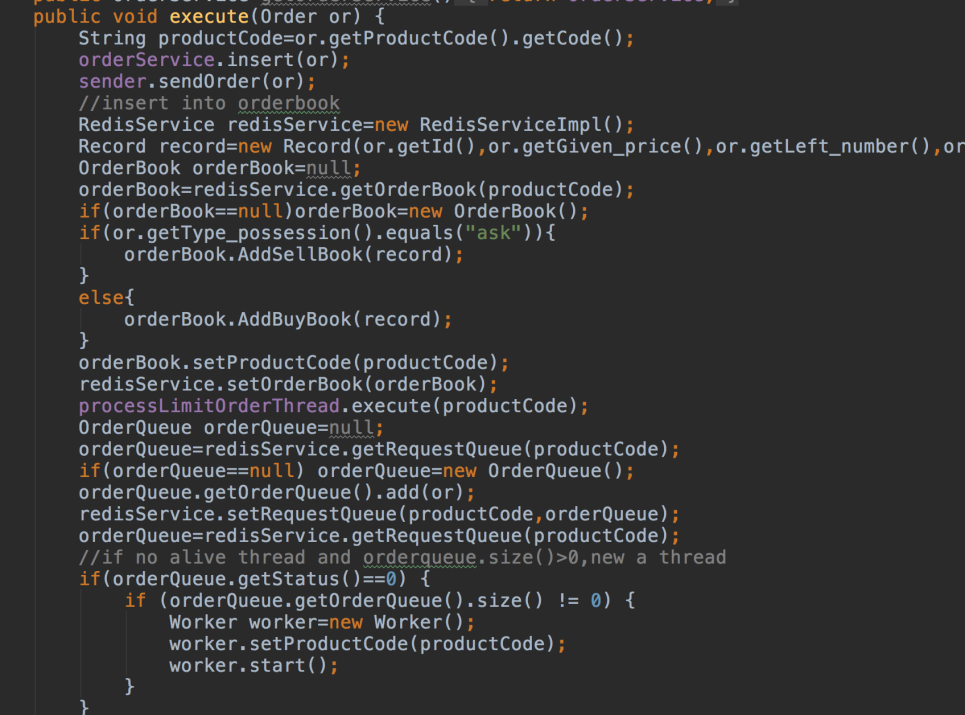 public void execute(Order or) {
String productCode=or.getProductCode().getCode();
orderService.insert(or);
sender.sendOrder(or);
//insert into orderbook
RedisService redisService=new RedisServiceImpl();
Record record=new Record(or.getId(),or.getGiven_price(),or.getLeft_number(),or
OrderBook orderBook=null;
orderBook=redisService.getOrderBook(productCode);
if(orderBook==null)orderBook=new OrderBook();
if(or.getType_possession().equals("ask")){
orderBook.AddSellBook(record);
}
else{
orderBook.AddBuyBook(record);
}
orderBook.setProductCode(productCode);
redisService.setOrderBook(orderBook);
processLimitOrderThread.execute(productCode);
OrderQueue orderQueue=null;
orderQueue=redisService.getRequestQueue(productCode);
if(orderQueue==null) orderQueue=new OrderQueue();
orderQueue.getOrderQueue().add(or);
redisService.setRequestQueue(productCode,orderQueue);
orderQueue=redisService.getRequestQueue(productCode);
//if no alive thread and orderqueue.size()>0,new a thread
if(orderQueue.getStatus()==0) {
if (orderQueue.getOrderQueue().size() != 0) {
Worker worker=new Worker();
worker.setProductCode(productCode);
worker.start();
}
}